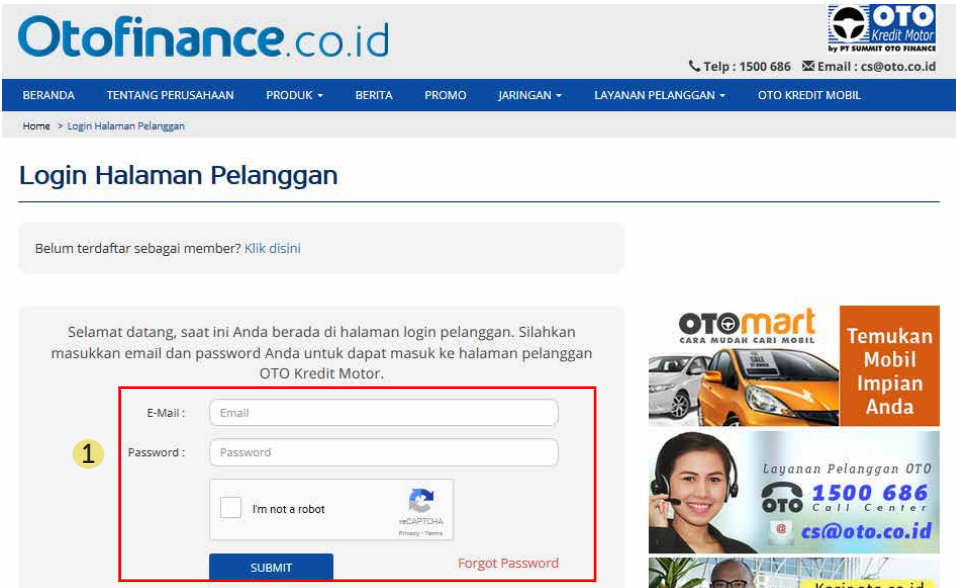 Otofinance.co.id
OTO
Kredit Motor
by PT SUMMIT OTO FINANCE
Telp : 1500 686 Email : cs@oto.co.id
BERANDA TENTANG PERUSAHAAN PRODUK BERITA PROMO JARINGAN LAYANAN PELANGGAN OTO KREDIT MOBIL
Home > Login Halaman Pelanggan
Login Halaman Pelanggan
Belum terdaftar sebagai member? Klik disini
Selamat datang, saat ini Anda berada di halaman login pelanggan. Silahkan
masukkan email dan password Anda untuk dapat masuk ke halaman pelanggan
OTO Kredit Motor.
E-Mail : Email
1 Password : Password
I'm not a robot
reCAPTCHA
Privacy - Terms
SUBMIT Forgot Password
OTOmart
CARA MUDAH CARI MOBIL
SALE
Temukan
Mobil
Impian
Anda
Layanan Pelanggan OTO
OTO 1500 686
Call Center
@ cs@oto.co.id
Karir.oto.co.id